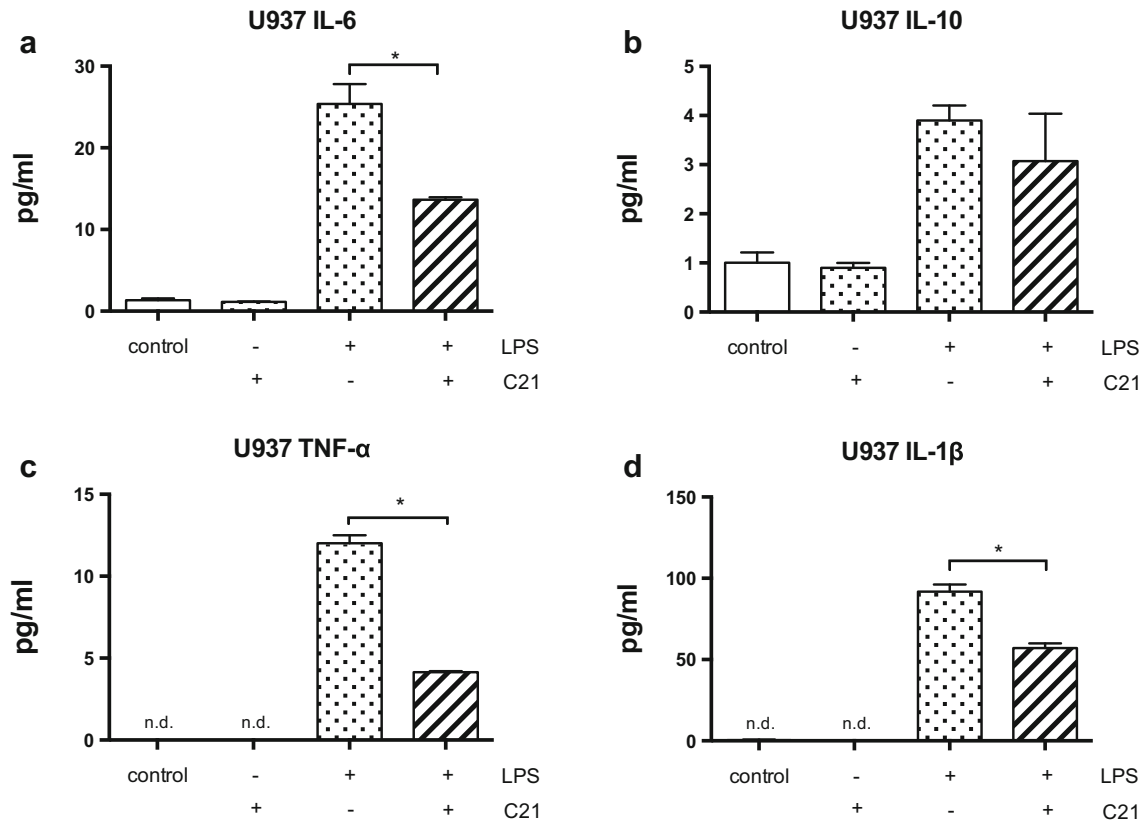 U937 IL-6
a
*
30
20
10
0
pg/ml
control - + + LPS
+ - + C21
U937 IL-10
b
5
4
3
2
1
0
pg/ml
control - + + LPS
+ - + C21
U937 TNF-α
c
*
15
10
5
0
pg/ml
n.d. n.d.
control - + + LPS
+ - + C21
U937 IL-1β
d
*
150
100
50
0
pg/ml
n.d. n.d.
control - + + LPS
+ - + C21